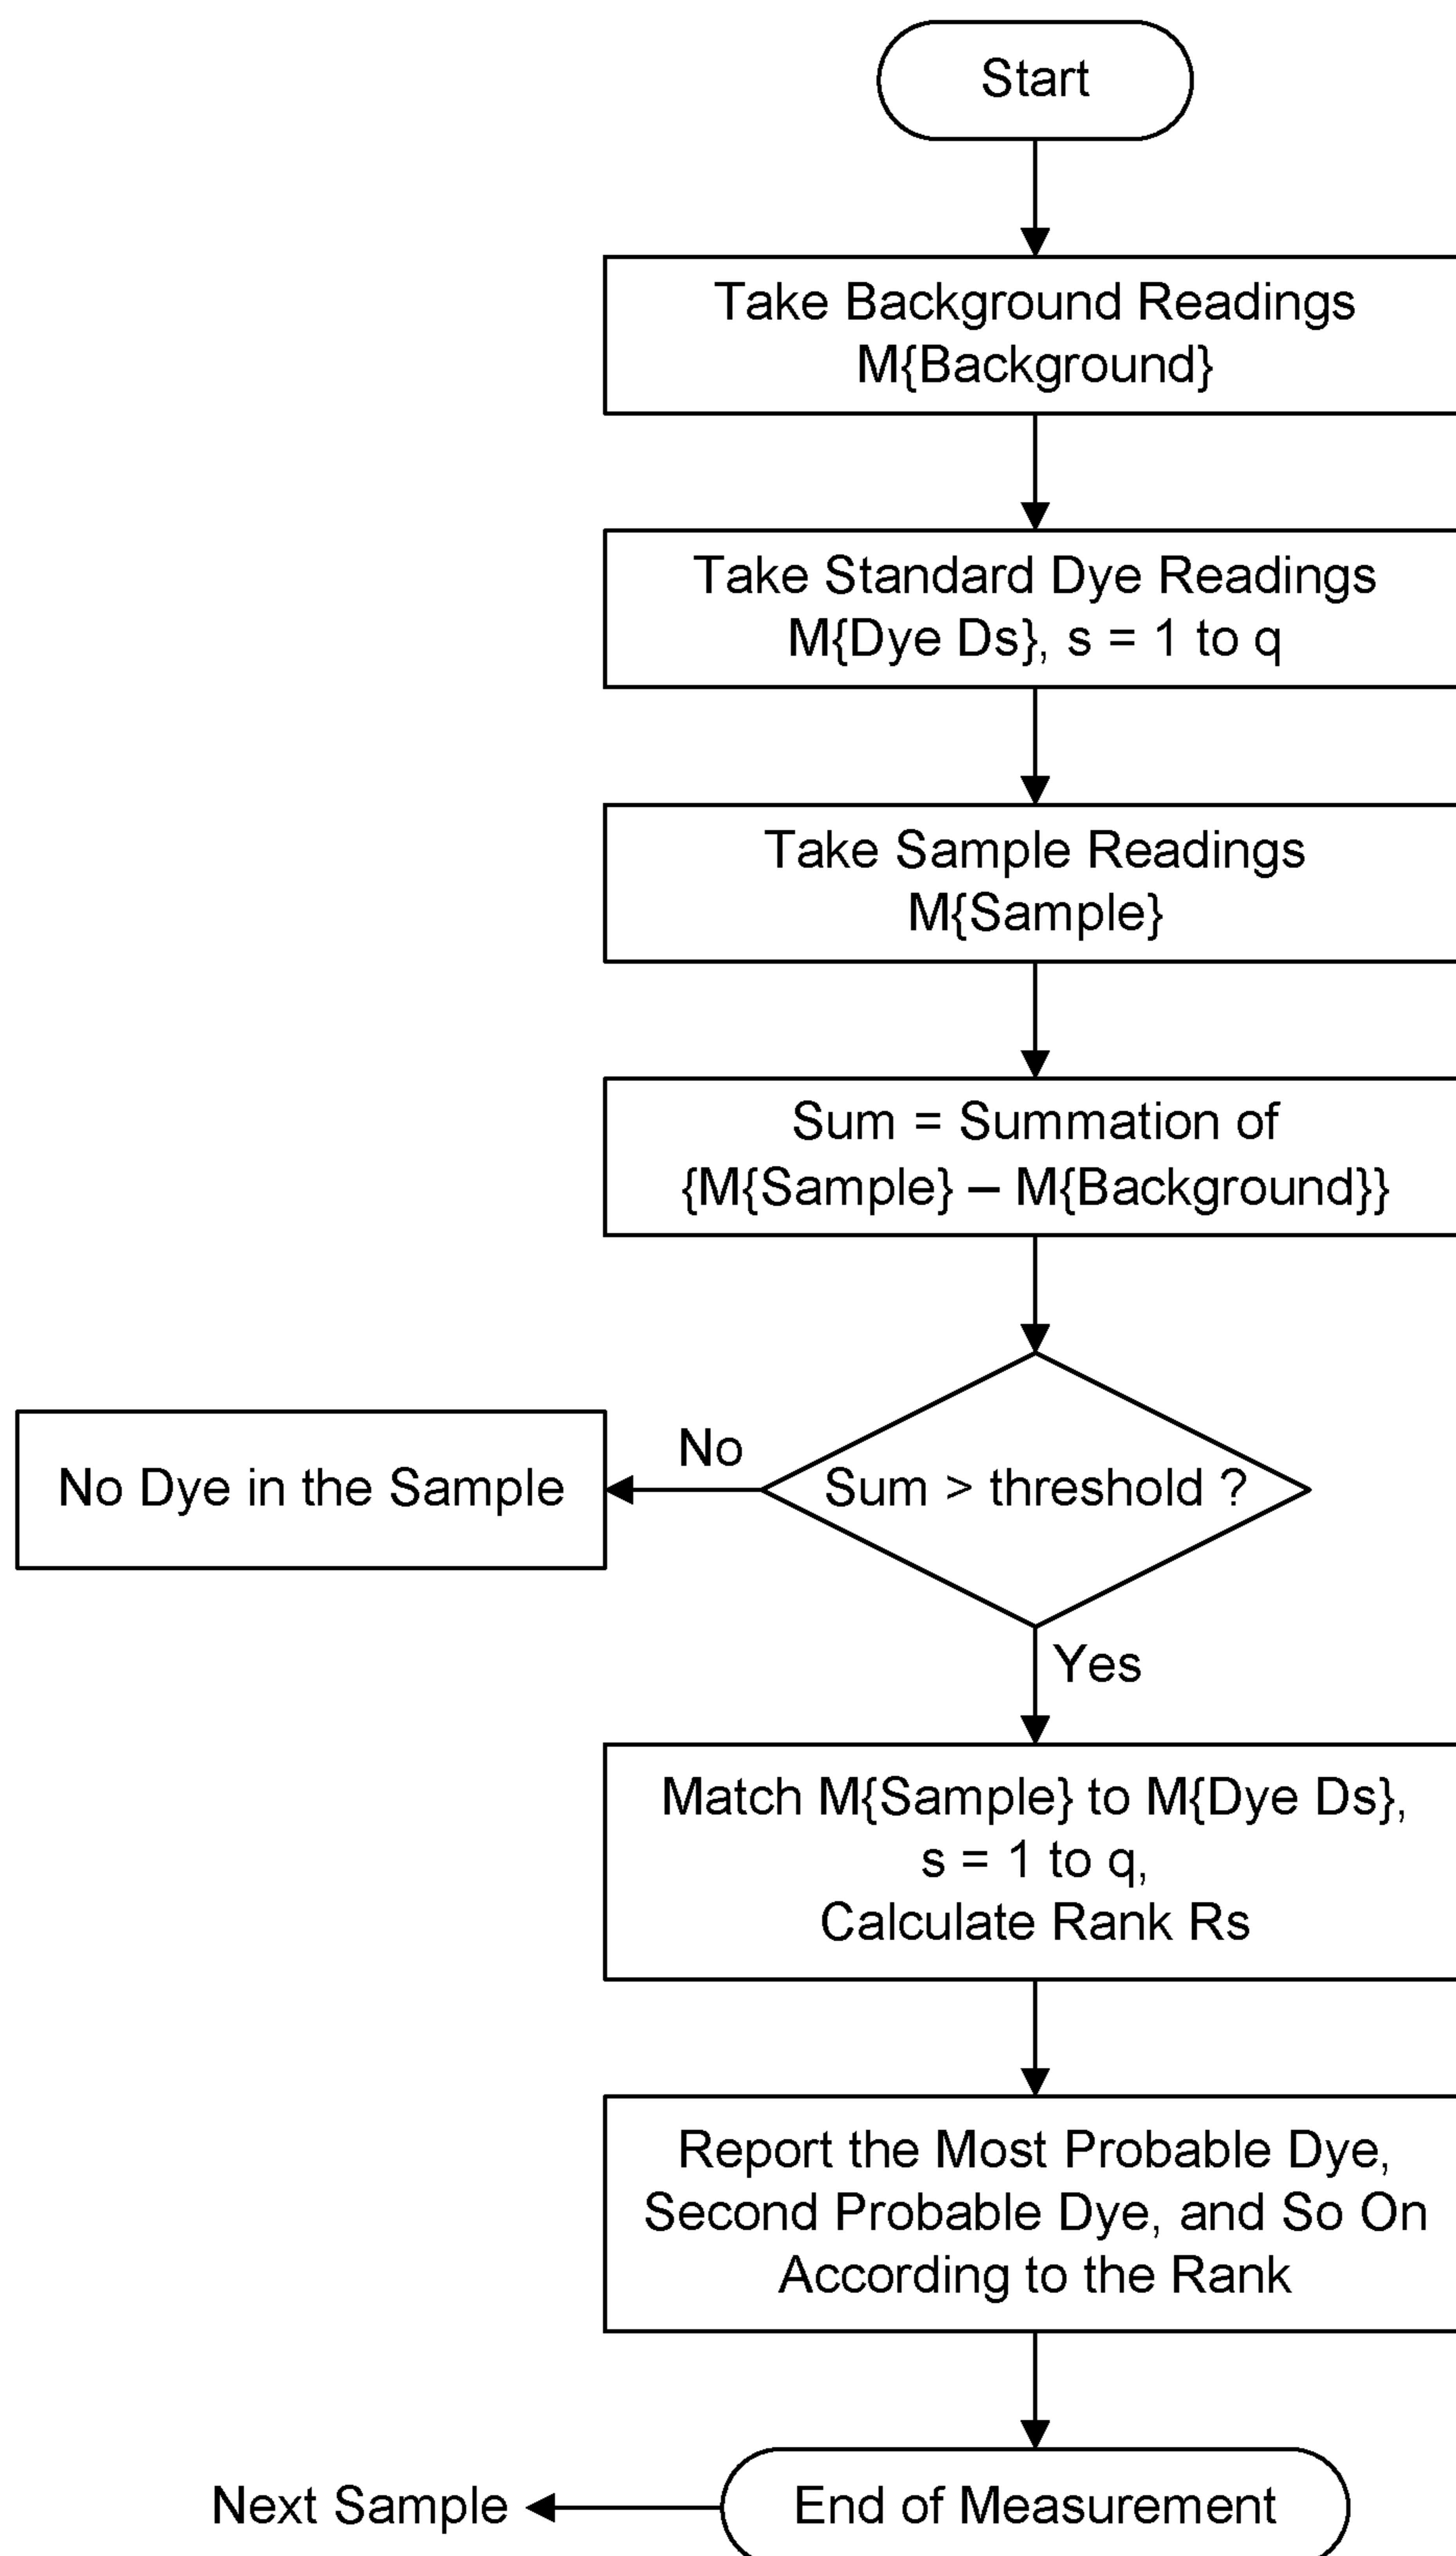 Start
Take Background Readings
M{Background}
Take Standard Dye Readings
M{Dye Ds}, s = 1 to q
Take Sample Readings
M{Sample}
Sum = Summation of
{M{Sample} – M{Background}}
Sum > threshold ?
No
No Dye in the Sample
Yes
Match M{Sample} to M{Dye Ds},
s = 1 to q,
Calculate Rank Rs
Report the Most Probable Dye,
Second Probable Dye, and So On
According to the Rank
End of Measurement
Next Sample